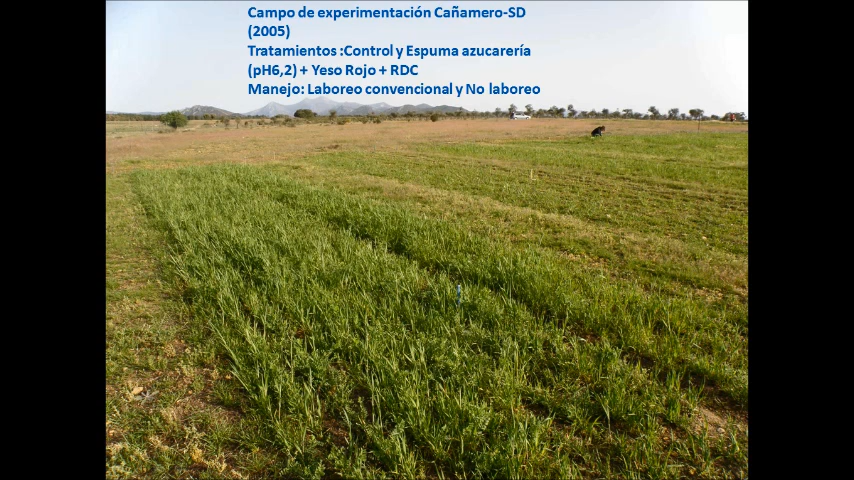 Campo de experimentación Cañamero-SD
(2005)
Tratamientos :Control y Espuma azucarería
(pH6,2) + Yeso Rojo + RDC
Manejo: Laboreo convencional y No laboreo